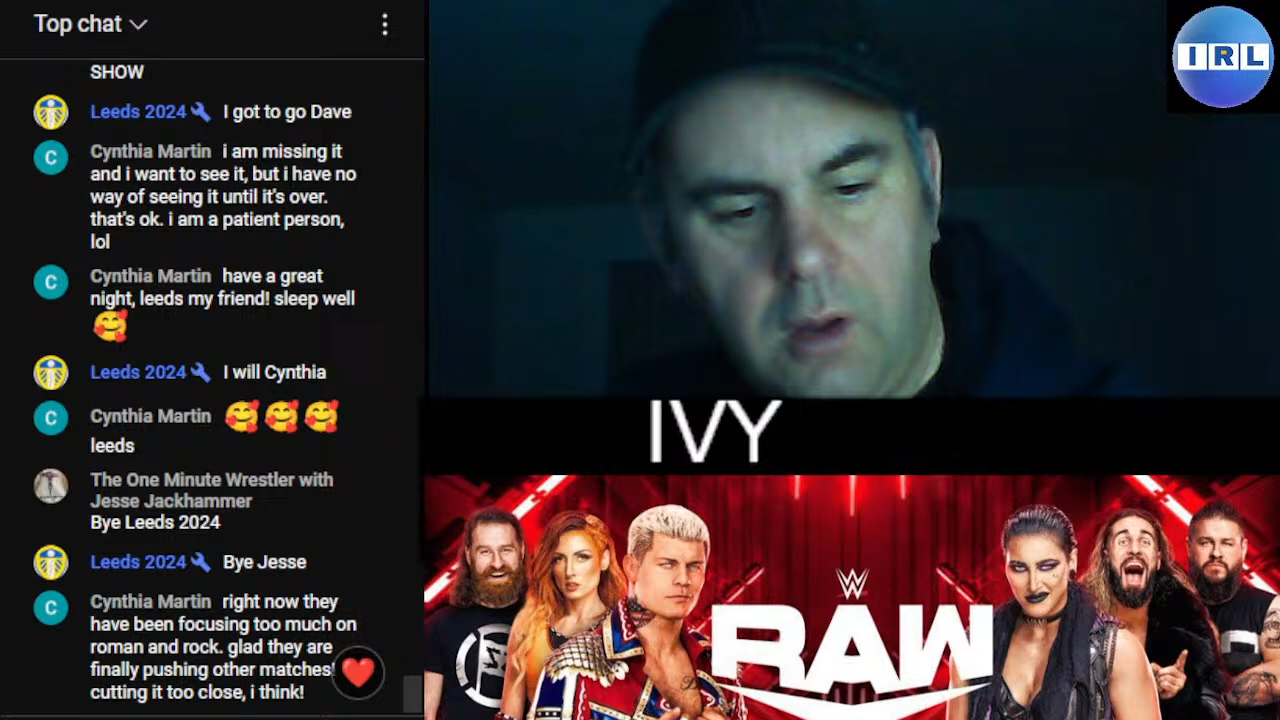 Top chat
SHOW
Leeds 2024 I got to go Dave
Cynthia Martin i am missing it
and i want to see it, but i have no
way of seeing it until it's over.
that's ok. i am a patient person,
lol
Cynthia Martin have a great
night, leeds my friend! sleep well
Leeds 2024 I will Cynthia
Cynthia Martin
leeds
The One Minute Wrestler with
Jesse Jackhammer
Bye Leeds 2024
Leeds 2024 Bye Jesse
Cynthia Martin right now they
have been focusing too much on
roman and rock. glad they are
finally pushing other matches!
cutting it too close, i think!
C
C
C
C
IRL
IVY
W
RAW